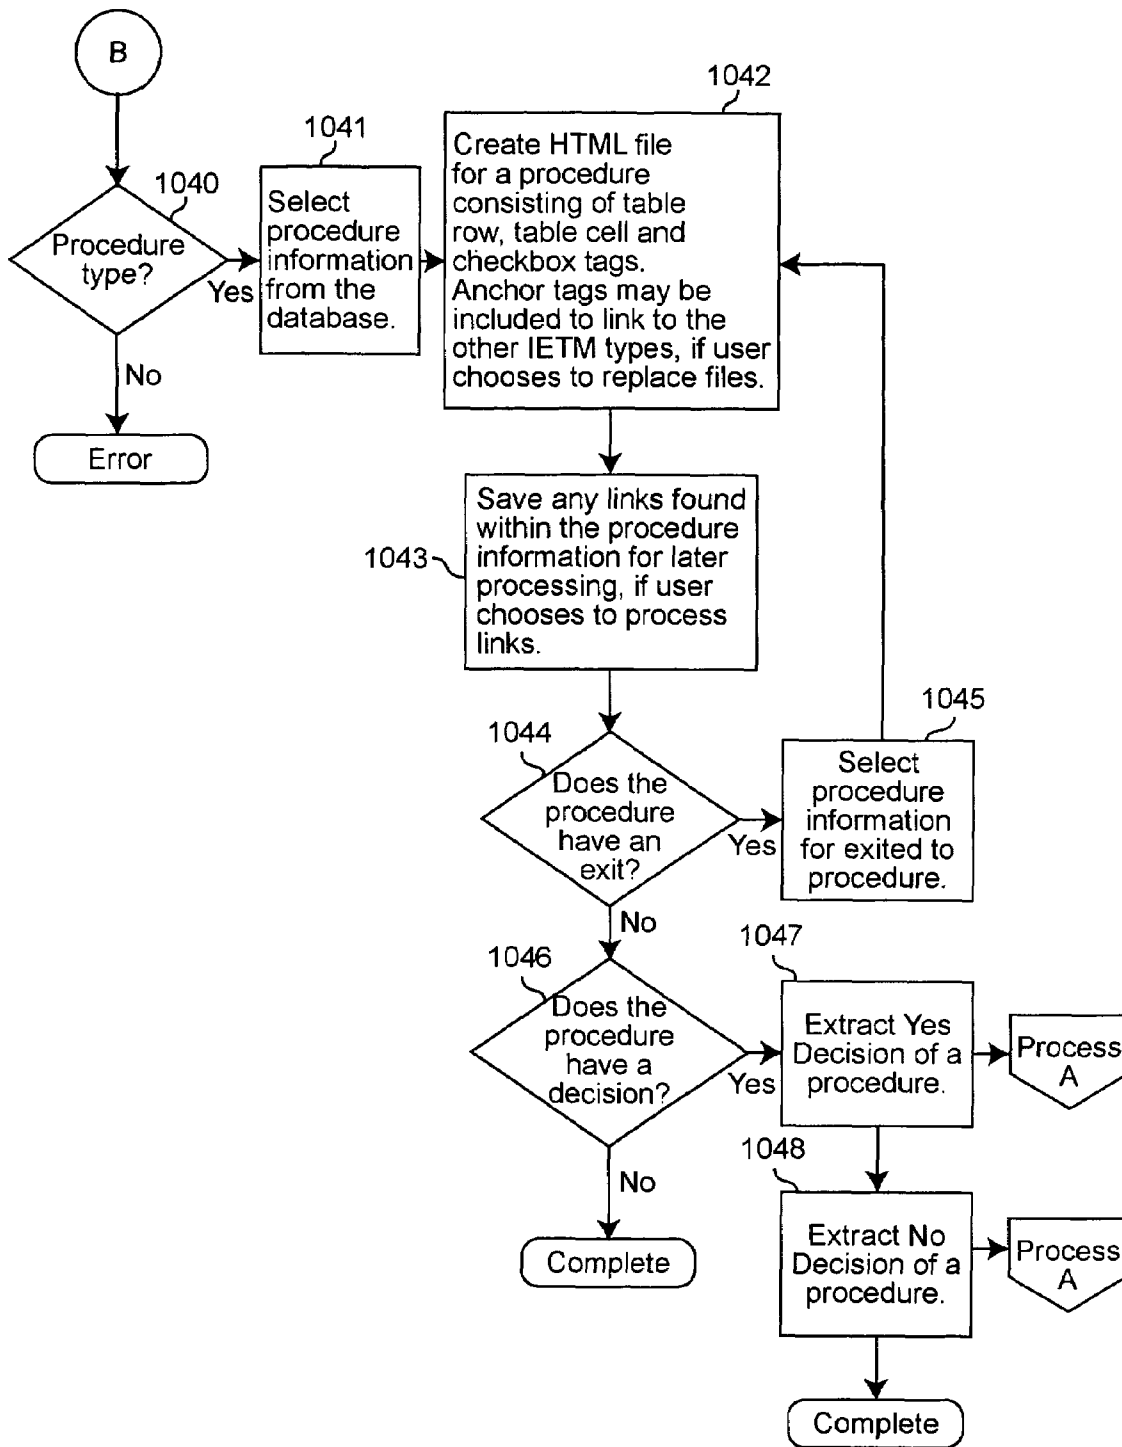 B
1042
1041
1040
Create HTML file
for a procedure
consisting of table
row, table cell and
checkbox tags.
Anchor tags may be
included to link to the
other IETM types, if user
chooses to replace files.
Select
procedure
information
from the
database.
Procedure
type?
Yes
No
Error
Save any links found
within the procedure
information for later
processing, if user
chooses to process
links.
1043
1045
1044
Select
procedure
information
for exited to
procedure.
Does the
procedure
have an
exit?
Yes
No
1047
1046
Does the
procedure
have a
decision?
Yes
Extract Yes
Decision of a
procedure.
Process
A
1048
No
Extract No
Decision of a
procedure.
Process
A
Complete
Complete